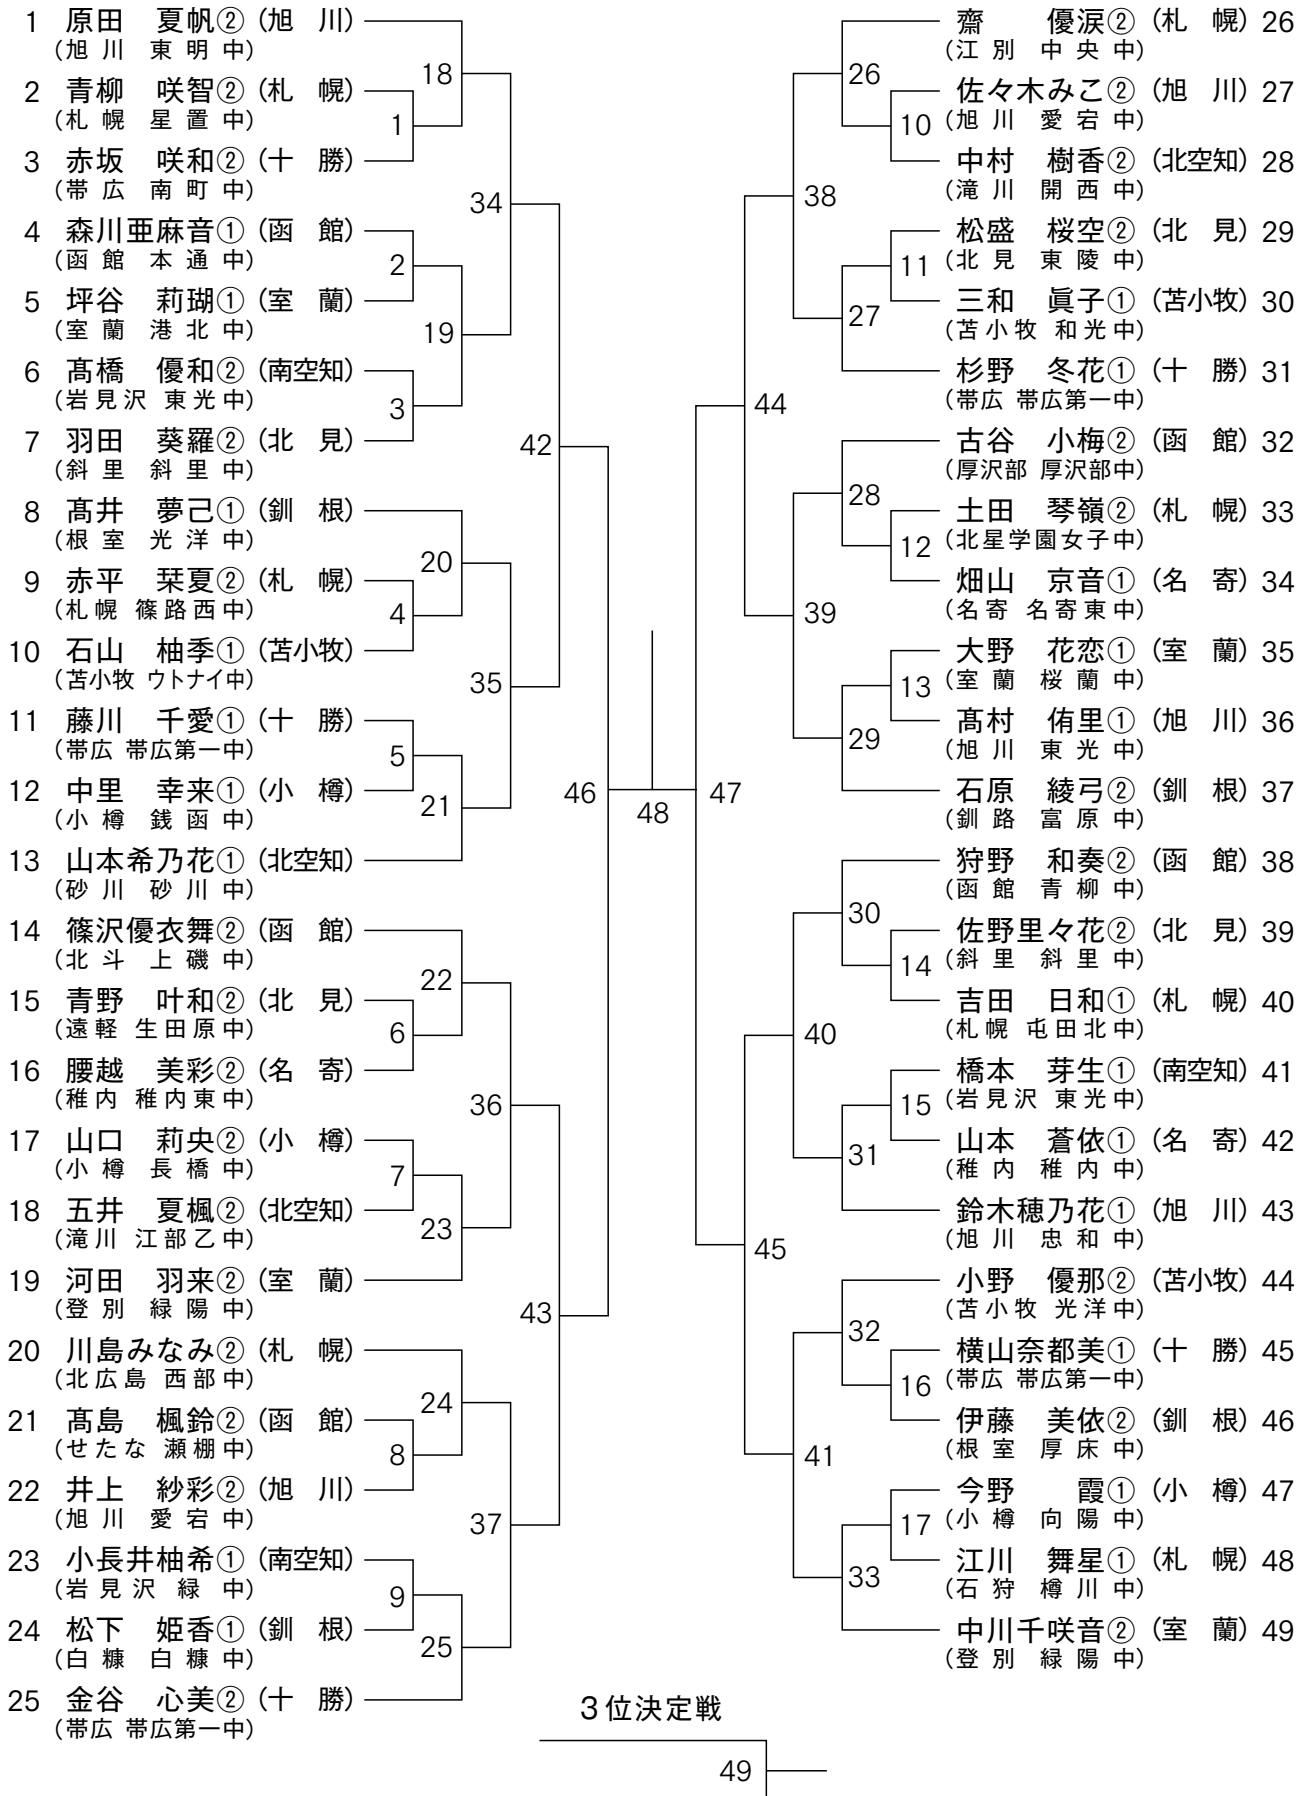 1 原田 夏帆② (旭 川)
(旭 川 東 明 中)
2 青柳 咲智② (札 幌)
(札 幌 星 置 中)
3 赤坂 咲和② (十 勝)
(帯 広 南 町 中)
4 森川亜麻音① (函 館)
(函 館 本 通 中)
5 坪谷 莉瑚① (室 蘭)
(室 蘭 港 北 中)
6 髙橋 優和② (南空知)
(岩見沢 東光中)
7 羽田 葵羅② (北 見)
(斜 里 斜 里 中)
8 髙井 夢己① (釧 根)
(根 室 光 洋 中)
9 赤平 栞夏② (札 幌)
(札幌 篠路西中)
10 石山 柚季① (苫小牧)
(苫小牧 ウトナイ中)
11 藤川 千愛① (十 勝)
(帯広 帯広第一中)
12 中里 幸来① (小 樽)
(小 樽 銭 函 中)
13 山本希乃花① (北空知)
(砂 川 砂 川 中)
14 篠沢優衣舞② (函 館)
(北 斗 上 磯 中)
15 青野 叶和② (北 見)
(遠軽 生田原中)
16 腰越 美彩② (名 寄)
(稚内 稚内東中)
17 山口 莉央② (小 樽)
(小 樽 長 橋 中)
18 五井 夏楓② (北空知)
(滝川 江部乙中)
19 河田 羽来② (室 蘭)
(登 別 緑 陽 中)
20 川島みなみ② (札 幌)
(北広島 西部中)
21 髙島 楓鈴② (函 館)
(せたな 瀬棚中)
22 井上 紗彩② (旭 川)
(旭 川 愛 宕 中)
23 小長井柚希① (南空知)
(岩見沢 緑 中)
24 松下 姫香① (釧 根)
(白 糠 白 糠 中)
25 金谷 心美② (十 勝)
(帯広 帯広第一中)
18
1
34
2
19
3
42
20
4
35
5
21
46
22
6
36
7
23
43
24
8
37
9
25
48
47
26
10
38
11
27
44
28
12
39
13
29
30
14
40
15
31
45
32
16
41
17
33
齋 優涙② (札 幌) 26
(江 別 中 央 中)
佐々木みこ② (旭 川) 27
(旭 川 愛 宕 中)
中村 樹香② (北空知) 28
(滝 川 開 西 中)
松盛 桜空② (北 見) 29
(北 見 東 陵 中)
三和 眞子① (苫小牧) 30
(苫小牧 和光中)
杉野 冬花① (十 勝) 31
(帯広 帯広第一中)
古谷 小梅② (函 館) 32
(厚沢部 厚沢部中)
土田 琴嶺② (札 幌) 33
(北星学園女子中)
畑山 京音① (名 寄) 34
(名寄 名寄東中)
大野 花恋① (室 蘭) 35
(室 蘭 桜 蘭 中)
髙村 侑里① (旭 川) 36
(旭 川 東 光 中)
石原 綾弓② (釧 根) 37
(釧 路 富 原 中)
狩野 和奏② (函 館) 38
(函 館 青 柳 中)
佐野里々花② (北 見) 39
(斜 里 斜 里 中)
吉田 日和① (札 幌) 40
(札幌 屯田北中)
橋本 芽生① (南空知) 41
(岩見沢 東光中)
山本 蒼依① (名 寄) 42
(稚 内 稚 内 中)
鈴木穂乃花① (旭 川) 43
(旭 川 忠 和 中)
小野 優那② (苫小牧) 44
(苫小牧 光洋中)
横山奈都美① (十 勝) 45
(帯広 帯広第一中)
伊藤 美依② (釧 根) 46
(根 室 厚 床 中)
今野 霞① (小 樽) 47
(小 樽 向 陽 中)
江川 舞星① (札 幌) 48
(石 狩 樽 川 中)
中川千咲音② (室 蘭) 49
(登 別 緑 陽 中)
3位決定戦
49